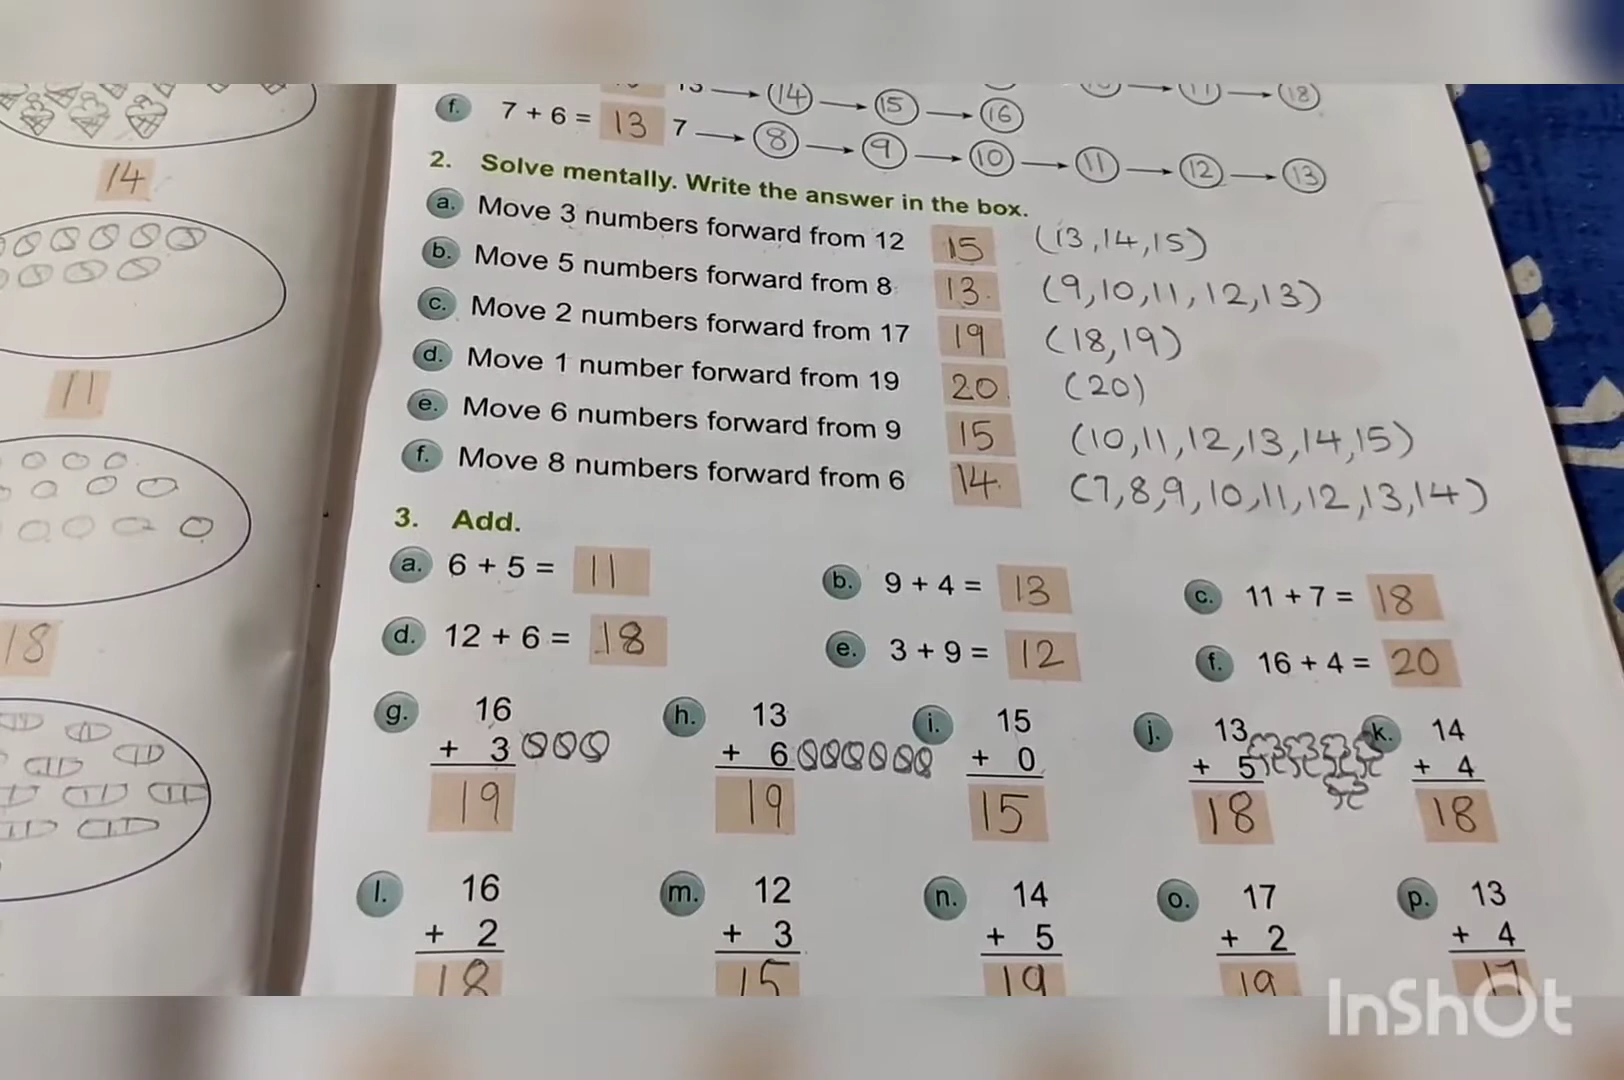 14
11
18
13 → 14 → 15 → 16
11 → 18
f. 7 + 6 = 13 7 → 8 → 9 → 10 → 11 → 12 → 13
2. Solve mentally. Write the answer in the box.
a. Move 3 numbers forward from 12 15 (13,14,15)
b. Move 5 numbers forward from 8 13. (9,10,11,12,13)
c. Move 2 numbers forward from 17 19 (18,19)
d. Move 1 number forward from 19 20 (20)
e. Move 6 numbers forward from 9 15 (10,11,12,13,14,15)
f. Move 8 numbers forward from 6 14. (7,8,9,10,11,12,13,14)
3. Add.
a. 6 + 5 = 11 b. 9 + 4 = 13 c. 11 + 7 = 18
d. 12 + 6 = 18 e. 3 + 9 = 12 f. 16 + 4 = 20
g. 16 h. 13 i. 15 j. 13 k. 14
+ 3 + 6 + 0 + 5 + 4
19 19 15 18 18
l. 16 m. 12 n. 14 o. 17 p. 13
+ 2 + 3 + 5 + 2 + 4
18 15 19 19 17
InShOt